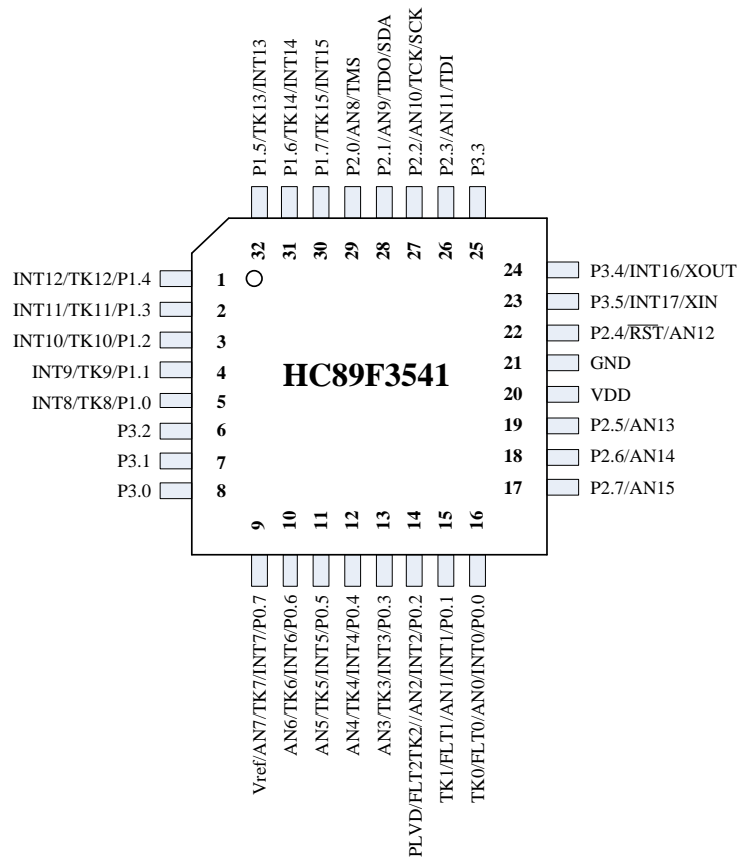 P1.5/TK13/INT13
P1.6/TK14/INT14
P1.7/TK15/INT15
P2.0/AN8/TMS
P2.1/AN9/TDO/SDA
P2.2/AN10/TCK/SCK
P2.3/AN11/TDI
P3.3
32
31
30
29
28
27
26
25
INT12/TK12/P1.4
1
INT11/TK11/P1.3
2
INT10/TK10/P1.2
3
INT9/TK9/P1.1
4
INT8/TK8/P1.0
5
P3.2
6
P3.1
7
P3.0
8
HC89F3541
24
P3.4/INT16/XOUT
23
P3.5/INT17/XIN
22
P2.4/RST/AN12
21
GND
20
VDD
19
P2.5/AN13
18
P2.6/AN14
17
P2.7/AN15
9
10
11
12
13
14
15
16
Vref/AN7/TK7/INT7/P0.7
AN6/TK6/INT6/P0.6
AN5/TK5/INT5/P0.5
AN4/TK4/INT4/P0.4
AN3/TK3/INT3/P0.3
PLVD/FLT2TK2//AN2/INT2/P0.2
TK1/FLT1/AN1/INT1/P0.1
TK0/FLT0/AN0/INT0/P0.0